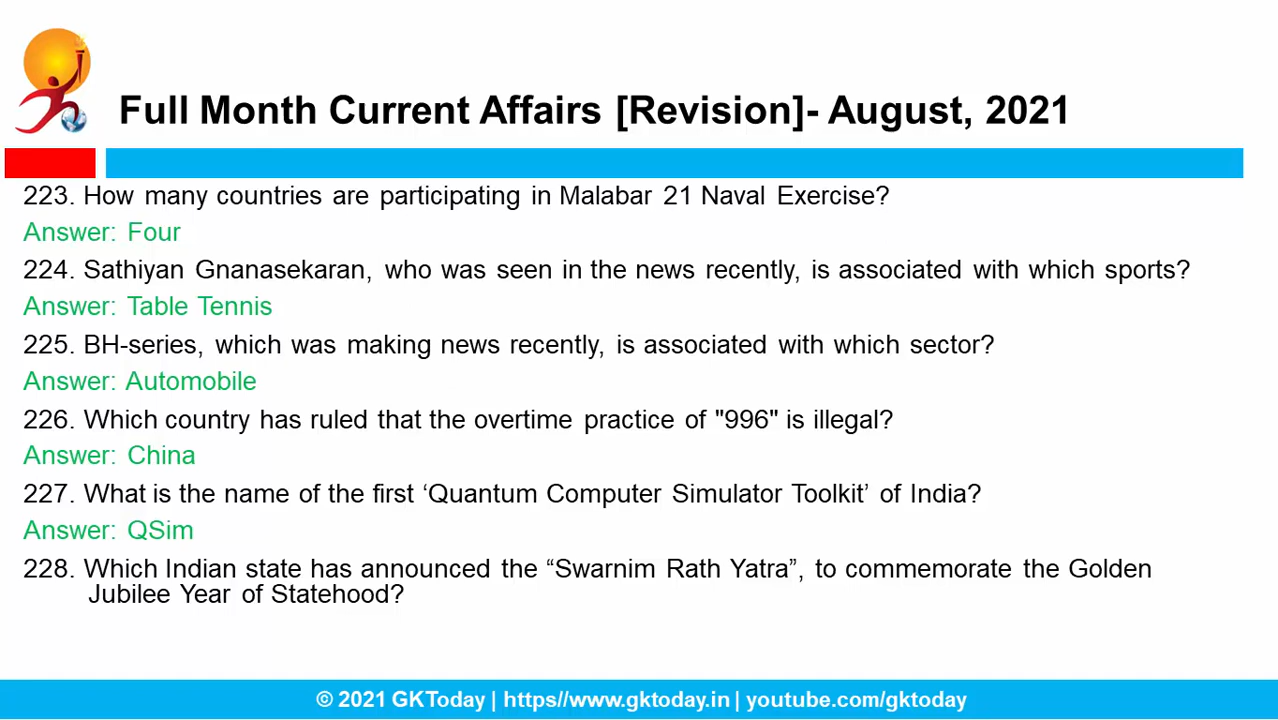 Full Month Current Affairs [Revision]- August, 2021
223. How many countries are participating in Malabar 21 Naval Exercise?
Answer: Four
224. Sathiyan Gnanasekaran, who was seen in the news recently, is associated with which sports?
Answer: Table Tennis
225. BH-series, which was making news recently, is associated with which sector?
Answer: Automobile
226. Which country has ruled that the overtime practice of "996" is illegal?
Answer: China
227. What is the name of the first ‘Quantum Computer Simulator Toolkit’ of India?
Answer: QSim
228. Which Indian state has announced the “Swarnim Rath Yatra”, to commemorate the Golden
Jubilee Year of Statehood?
© 2021 GKToday | https//www.gktoday.in | youtube.com/gktoday